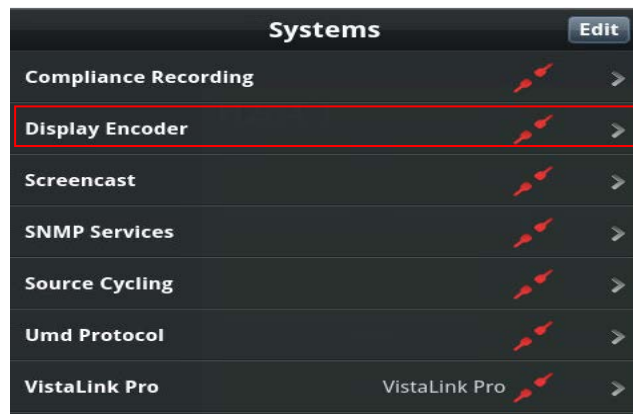 Systems
Edit
Compliance Recording
Display Encoder
Screencast
SNMP Services
Source Cycling
Umd Protocol
VistaLink Pro VistaLink Pro